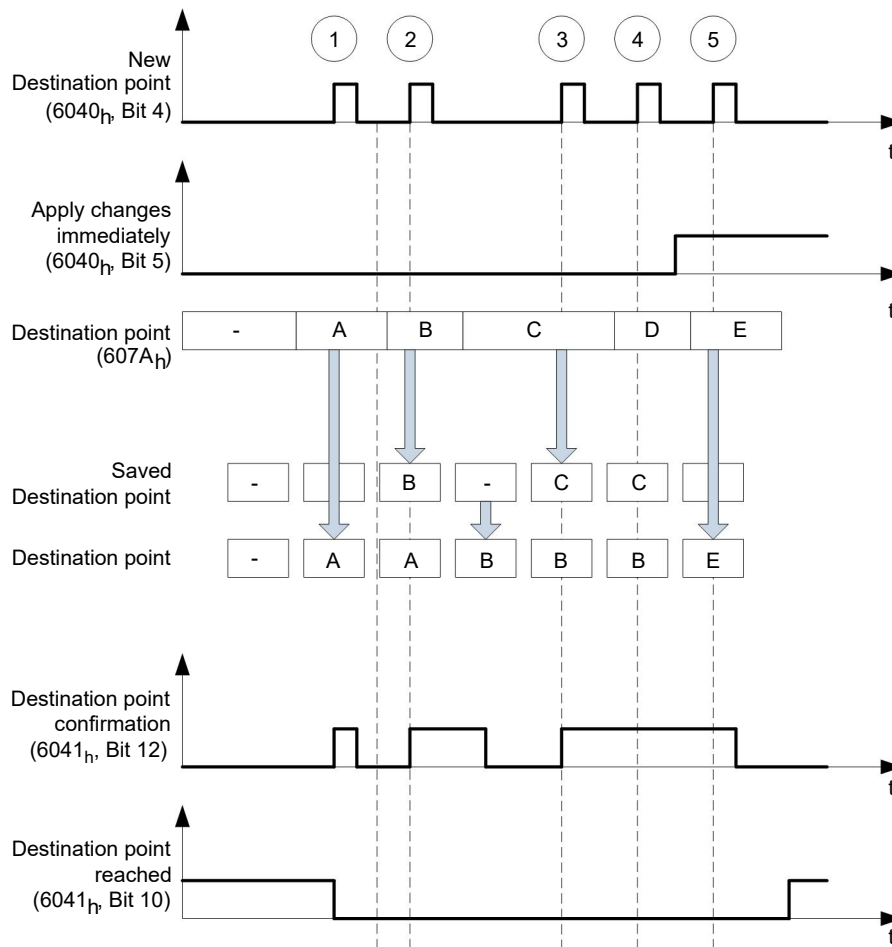 1 2 3 4 5
New
Destination point
(6040h, Bit 4)
t
Apply changes
immediately
(6040h, Bit 5)
t
Destination point
(607Ah)
- A B C D E
Saved
Destination point
- B - C C
Destination point
- A A B B B E
Destination point
confirmation
(6041h, Bit 12)
t
Destination point
reached
(6041h, Bit 10)
t